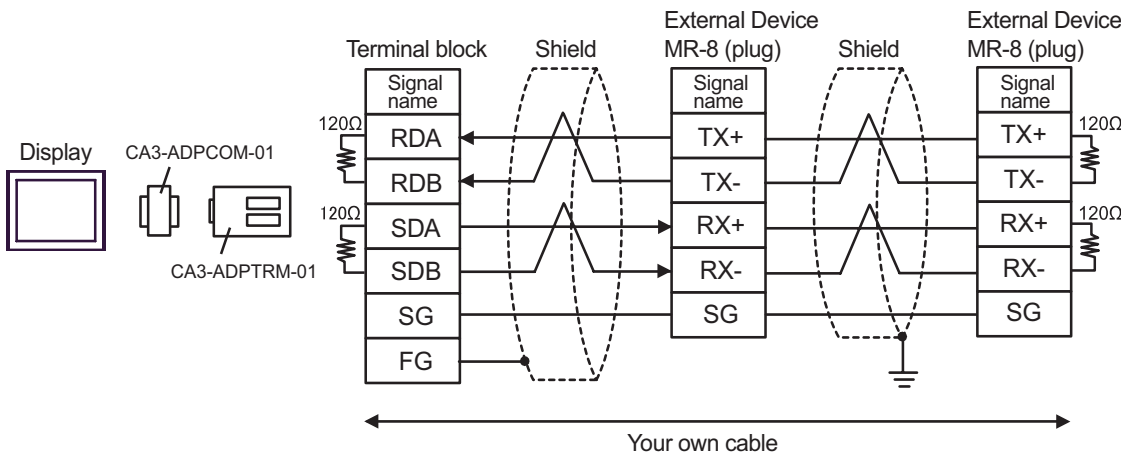 External Device
MR-8 (plug)
External Device
MR-8 (plug)
Terminal block
Shield
Shield
Signal
name
Signal
name
Signal
name
120Ω
RDA
TX+
TX+
120Ω
Display
CA3-ADPCOM-01
RDB
TX-
TX-
120Ω
SDA
RX+
RX+
120Ω
CA3-ADPTRM-01
SDB
RX-
RX-
SG
SG
SG
FG
Your own cable